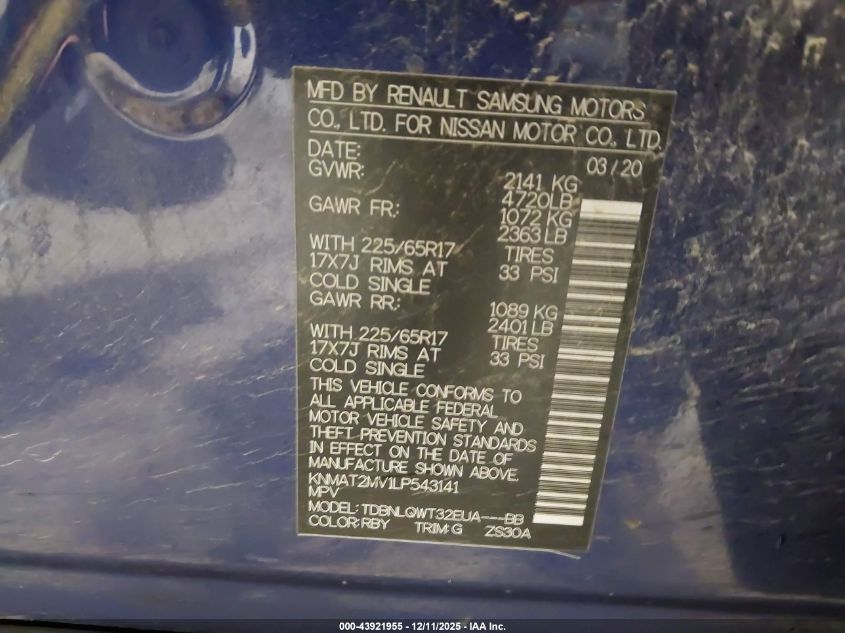 MFD BY RENAULT SAMSUNG MOTORS
CO., LTD. FOR NISSAN MOTOR CO., LTD.
DATE: 03/20
GVWR: 2141 KG
4720LB
GAWR FR: 1072 KG
2363 LB
WITH 225/65R17 TIRES
17X7J RIMS AT 33 PSI
COLD SINGLE
GAWR RR: 1089 KG
2401 LB
WITH 225/65R17 TIRES
17X7J RIMS AT 33 PSI
COLD SINGLE
THIS VEHICLE CONFORMS TO
ALL APPLICABLE FEDERAL
MOTOR VEHICLE SAFETY AND
THEFT PREVENTION STANDARDS
IN EFFECT ON THE DATE OF
MANUFACTURE SHOWN ABOVE.
KNMAT2MV1LP543141
MPV
MODEL: TDBNLQWT32EUA---BB
COLOR:RBY TRIM:G ZS30A
000-43921955 - 12/11/2025 - IAA Inc.